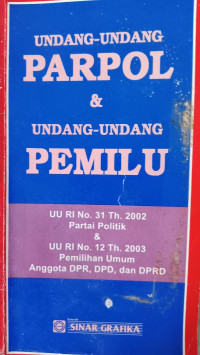 UNDANG-UNDANG
PARPOL
&
UNDANG-UNDANG
PEMILU
UU RI No. 31 Th. 2002
Partai Politik
&
UU RI No. 12 Th. 2003
Pemilihan Umum
Anggota DPR, DPD, dan DPRD
SINAR GRAFIKA